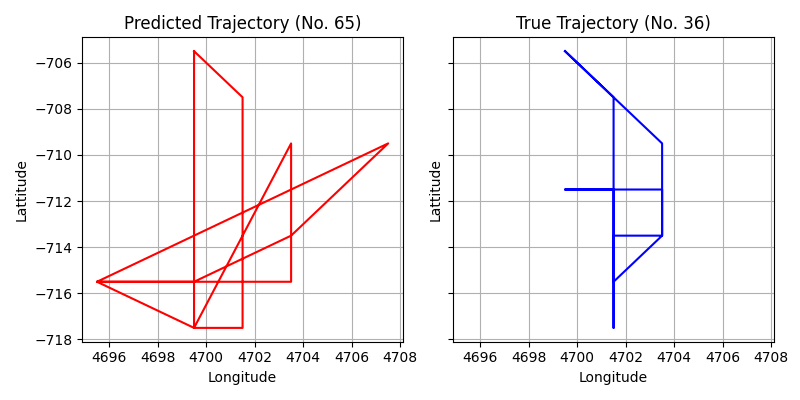 Predicted Trajectory (No. 65)
True Trajectory (No. 36)
−706
−708
−710
−712
−714
−716
−718
Lattitude
Lattitude
4696 4698 4700 4702 4704 4706 4708
4696 4698 4700 4702 4704 4706 4708
Longitude
Longitude